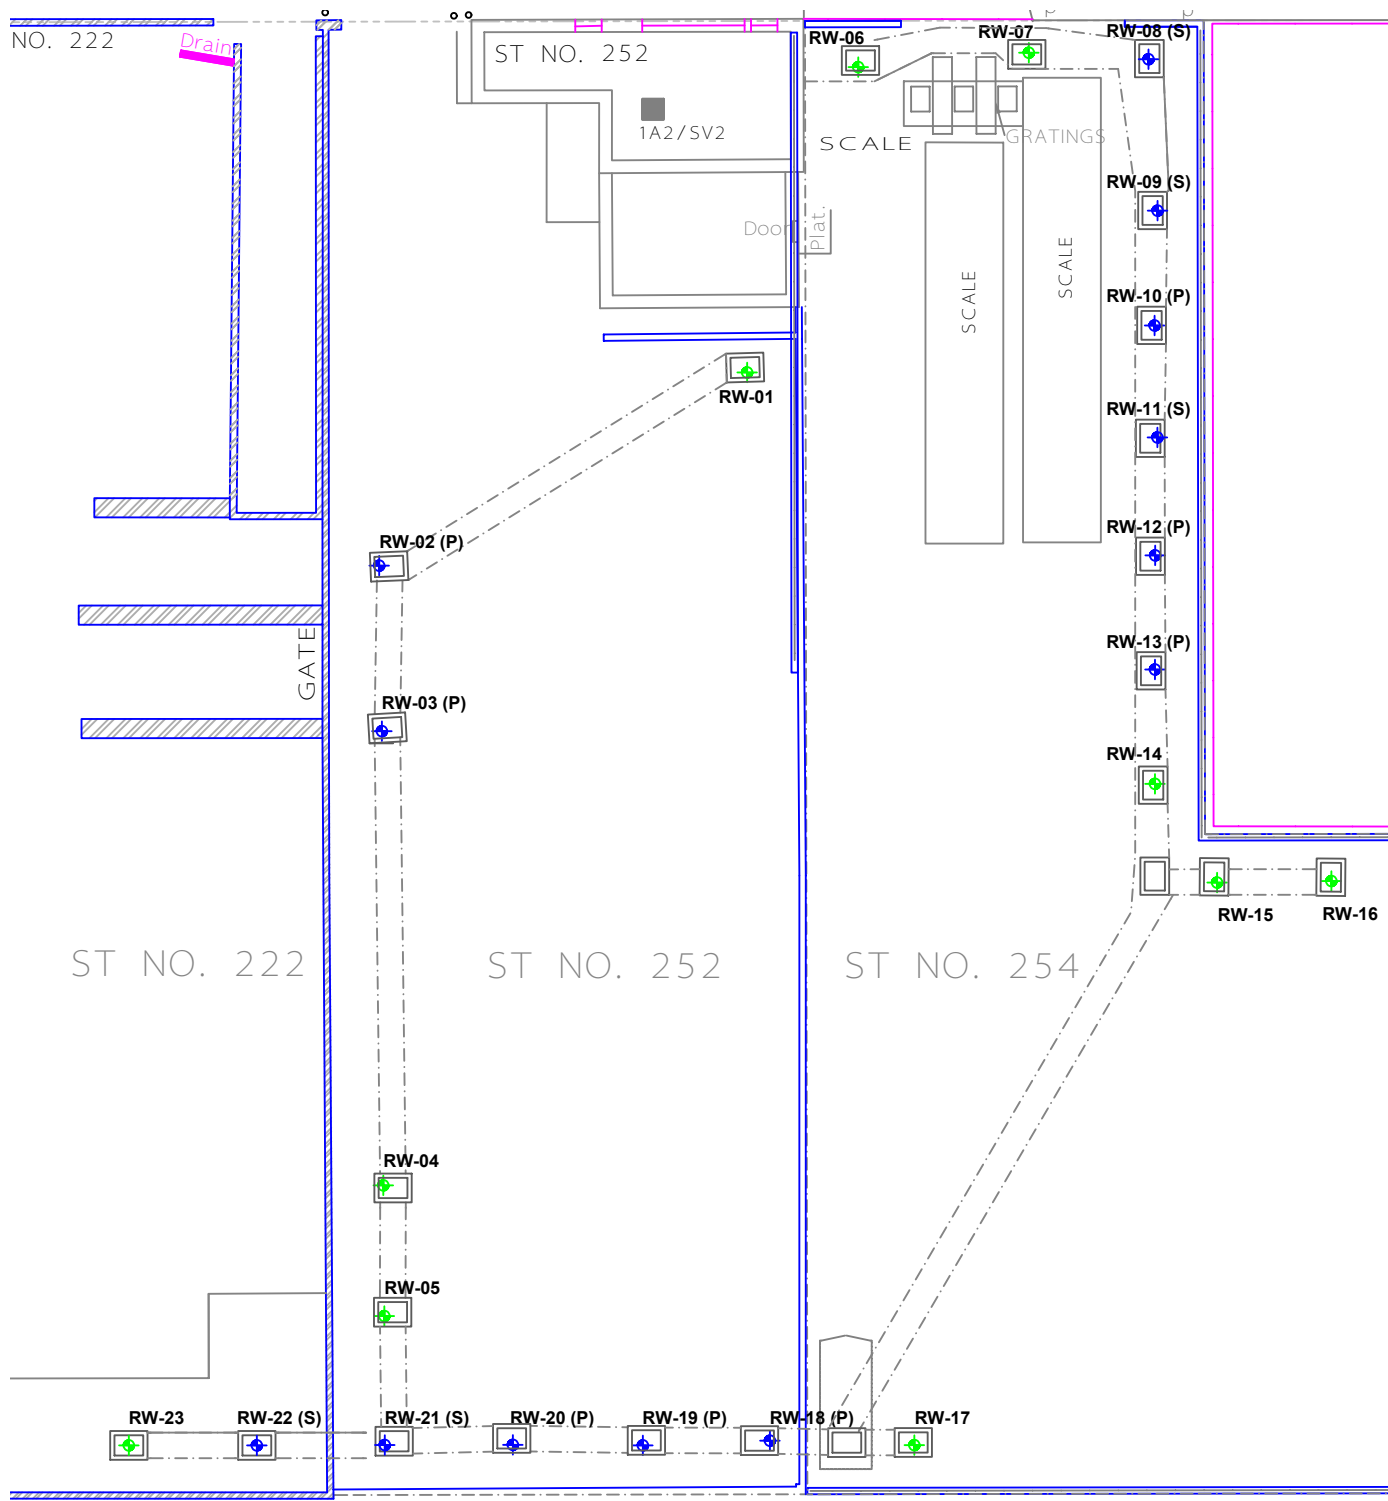 NO. 222
Drain
ST NO. 252
1A2/SV2
RW-06
RW-07
RW-08 (S)
SCALE
GRATINGS
RW-09 (S)
Door
Plat.
SCALE
SCALE
RW-10 (P)
RW-01
RW-11 (S)
RW-02 (P)
RW-12 (P)
GATE
RW-13 (P)
RW-03 (P)
RW-14
RW-15
RW-16
ST NO. 222
ST NO. 252
ST NO. 254
RW-04
RW-05
RW-23
RW-22 (S)
RW-21 (S)
RW-20 (P)
RW-19 (P)
RW-18 (P)
RW-17